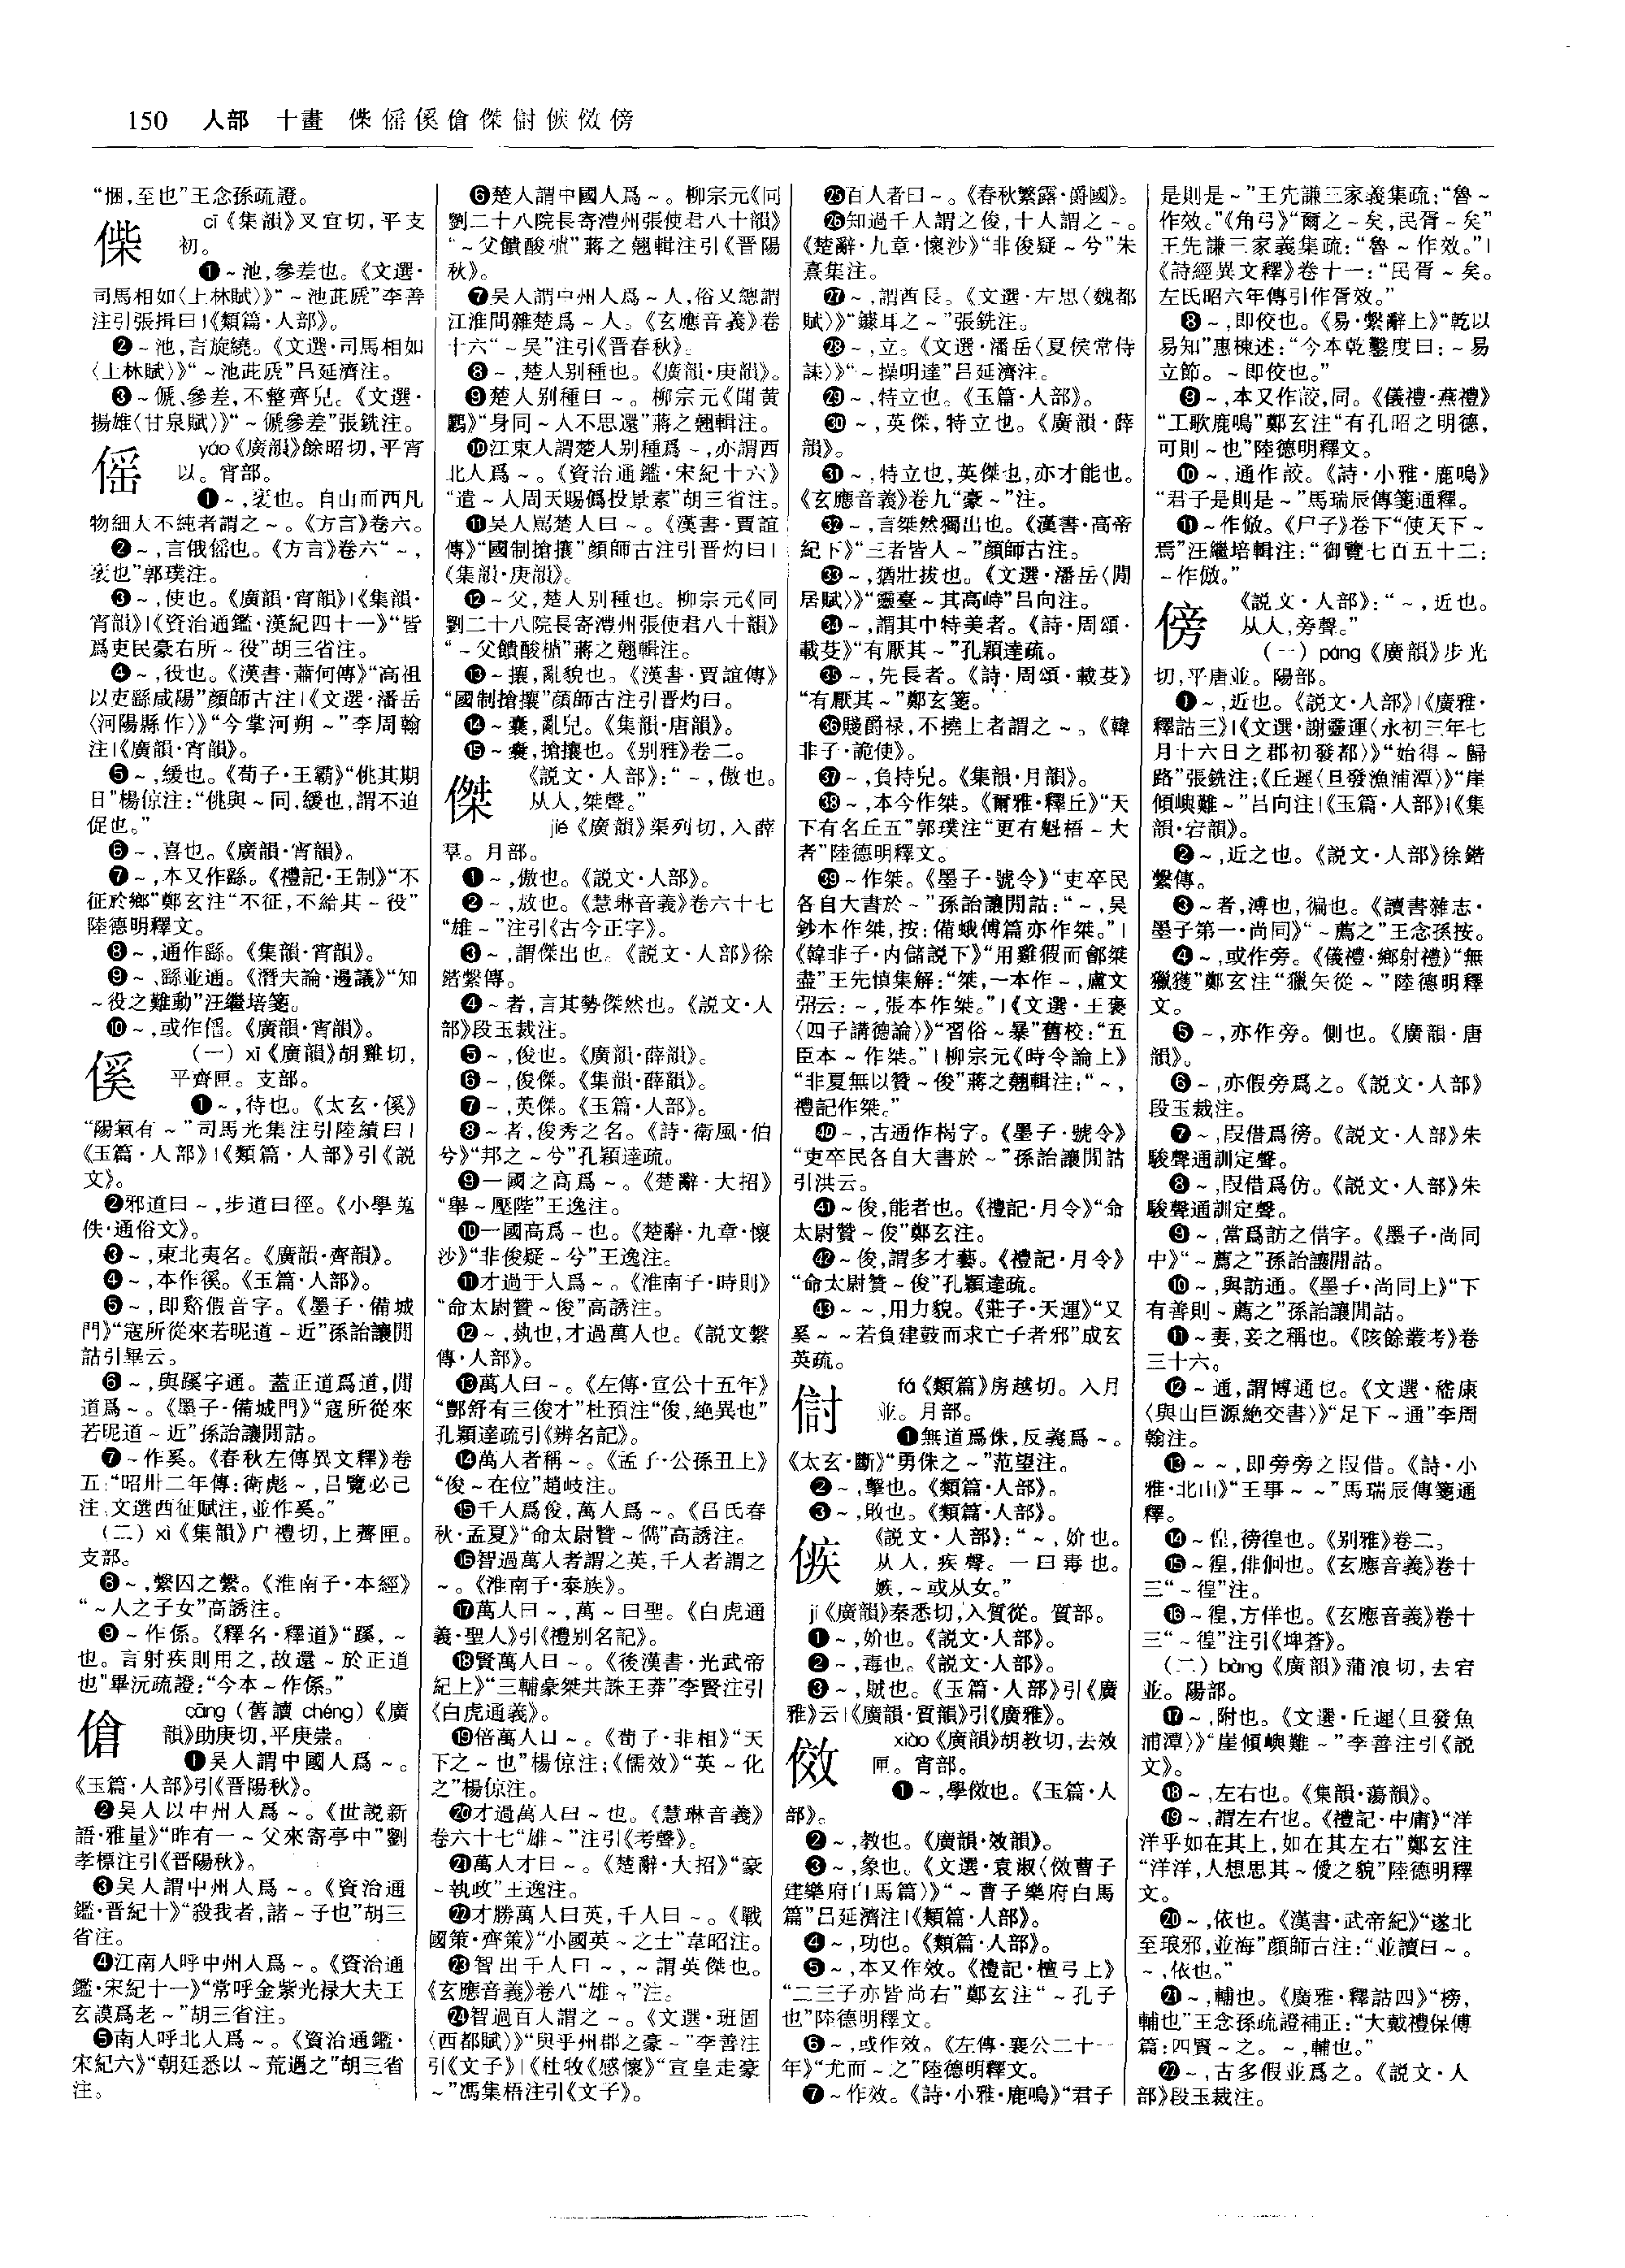 150 人部 十畫 傞傜傒傖傑㑬㑵傚傍
“捆,至也”王念孫疏證。
傞
cī《集韻》叉宜切,平支
初。
❶~池,參差也。《文選·
司馬相如〈上林賦〉》“~池茈虒”李善
注引張揖曰|《類篇·人部》。
❷~池,言旋繞。《文選·司馬相如
〈上林賦〉》“~池茈虒”吕延濟注。
❸~傂,參差,不整齊皃。《文選·
揚雄〈甘泉賦〉》“~傂參差”張銑注。
傜
yáo《廣韻》餘昭切,平宵
以。宵部。
❶~,衺也。自山而西凡
物細大不純者謂之~。《方言》卷六。
❷~,言俄傜也。《方言》卷六“~,
衺也”郭璞注。
❸~,使也。《廣韻·宵韻》|《集韻·
宵韻》|《資治通鑑·漢紀四十一》“皆
爲吏民豪右所~役”胡三省注。
❹~,役也。《漢書·蕭何傳》“高祖
以吏繇咸陽”顔師古注|《文選·潘岳
〈河陽縣作〉》“今掌河朔~”李周翰
注|《廣韻·宵韻》。
❺~,緩也。《荀子·王霸》“佻其期
日”楊倞注:“佻與~同,緩也,謂不迫
促也。”
❻~,喜也。《廣韻·宵韻》。
❼~,本又作繇。《禮記·王制》“不
征於鄉”鄭玄注“不征,不給其~役”
陸德明釋文。
❽~,通作繇。《集韻·宵韻》。
❾~、繇並通。《潛夫論·邊議》“知
~役之難動”汪繼培箋。
❿~,或作傜。《廣韻·宵韻》。
傒
(一)xī《廣韻》胡雞切,
平齊匣。支部。
❶~,待也。《太玄·傒》
“陽氣有~”司馬光集注引陸績曰|
《玉篇·人部》|《類篇·人部》引《説
文》。
❷邪道曰~,步道曰徑。《小學蒐
佚·通俗文》。
❸~,東北夷名。《廣韻·齊韻》。
❹~,本作徯。《玉篇·人部》。
❺~,即谿假音字。《墨子·備城
門》“寇所從來若昵道~近”孫詒讓閒
詁引畢云。
❻~,與蹊字通。蓋正道爲道,閒
道爲~。《墨子·備城門》“寇所從來
若昵道~近”孫詒讓閒詁。
❼~作奚。《春秋左傳異文釋》卷
五:“昭卅二年傳:衛彪~,吕覽必己
注、文選西征賦注,並作奚。”
(二)xì《集韻》户禮切,上薺匣。
支部。
❽~,繫囚之繫。《淮南子·本經》
“~人之子女”高誘注。
❾~作係。《釋名·釋道》“蹊,~
也。言射疾則用之,故還~於正道
也”畢沅疏證:“今本~作係。”
傖
cāng(舊讀chéng)《廣
韻》助庚切,平庚崇。
❶吴人謂中國人爲~。
《玉篇·人部》引《晋陽秋》。
❷吴人以中州人爲~。《世説新
語·雅量》“昨有一~父來寄亭中”劉
孝標注引《晋陽秋》。
❸吴人謂中州人爲~。《資治通
鑑·晋紀十》“殺我者,諸~子也”胡三
省注。
❹江南人呼中州人爲~。《資治通
鑑·宋紀十一》“常呼金紫光禄大夫王
玄謨爲老~”胡三省注。
❺南人呼北人爲~。《資治通鑑·
宋紀六》“朝廷悉以~荒遇之”胡三省
注。
❻楚人謂中國人爲~。柳宗元《同
劉二十八院長寄澧州張使君八十韻》
“~父饋酸楂”蔣之翹輯注引《晋陽
秋》。
❼吴人謂中州人爲~人,俗又總謂
江淮間雜楚爲~人。《玄應音義》卷
十六“~吴”注引《晋春秋》。
❽~,楚人别種也。《廣韻·庚韻》。
❾楚人别種曰~。柳宗元《聞黄
鸝》“身同~人不思還”蔣之翹輯注。
❿江東人謂楚人别種爲~,亦謂西
北人爲~。《資治通鑑·宋紀十六》
“遣~人周天賜僞投景素”胡三省注。
⓫吴人駡楚人曰~。《漢書·賈誼
傳》“國制搶攘”顔師古注引晋灼曰|
《集韻·庚韻》。
⓬~父,楚人别種也。柳宗元《同
劉二十八院長寄澧州張使君八十韻》
“~父饋酸楂”蔣之翹輯注。
⓭~攘,亂貌也。《漢書·賈誼傳》
“國制搶攘”顔師古注引晋灼曰。
⓮~囊,亂皃。《集韻·唐韻》。
⓯~囊,搶攘也。《别雅》卷二。
傑
《説文·人部》:“~,傲也。
从人,桀聲。”
jié《廣韻》渠列切,入薛
羣。月部。
❶~,傲也。《説文·人部》。
❷~,敖也。《慧琳音義》卷六十七
“雄~”注引《古今正字》。
❸~,謂傑出也。《説文·人部》徐
鍇繫傳。
❹~者,言其勢傑然也。《説文·人
部》段玉裁注。
❺~,俊也。《廣韻·薛韻》。
❻~,俊傑。《集韻·薛韻》。
❼~,英傑。《玉篇·人部》。
❽~者,俊秀之名。《詩·衛風·伯
兮》“邦之~兮”孔穎達疏。
❾一國之高爲~。《楚辭·大招》
“舉~壓陛”王逸注。
❿一國高爲~也。《楚辭·九章·懷
沙》“非俊疑~兮”王逸注。
⓫才過于人爲~。《淮南子·時則》
“命太尉贊~俊”高誘注。
⓬~,埶也,才過萬人也。《説文繫
傳·人部》。
⓭萬人曰~。《左傳·宣公十五年》
“酆舒有三俊才”杜預注“俊,絶異也”
孔穎達疏引《辨名記》。
⓮萬人者稱~。《孟子·公孫丑上》
“俊~在位”趙岐注。
⓯千人爲俊,萬人爲~。《吕氏春
秋·孟夏》“命太尉贊~儁”高誘注。
⓰智過萬人者謂之英,千人者謂之
~。《淮南子·泰族》。
⓱萬人曰~,萬~曰聖。《白虎通
義·聖人》引《禮别名記》。
⓲賢萬人曰~。《後漢書·光武帝
紀上》“三輔豪桀共誅王莽”李賢注引
《白虎通義》。
⓳倍萬人曰~。《荀子·非相》“天
下之~也”楊倞注;《儒效》“英~化
之”楊倞注。
⓴才過萬人曰~也。《慧琳音義》
卷六十七“雄~”注引《考聲》。
㉑萬人才曰~。《楚辭·大招》“豪
~執政”王逸注。
㉒才勝萬人曰英,千人曰~。《戰
國策·齊策》“小國英~之士”韋昭注。
㉓智出千人曰~,~謂英傑也。
《玄應音義》卷八“雄~”注。
㉔智過百人謂之~。《文選·班固
〈西都賦〉》“與乎州郡之豪~”李善注
引《文子》|《杜牧《感懷》“宣皇走豪
~”馮集梧注引《文子》。
㉕百人者曰~。《春秋繁露·爵國》。
㉖知過千人謂之俊,十人謂之~。
《楚辭·九章·懷沙》“非俊疑~兮”朱
熹集注。
㉗~,謂酋長。《文選·左思〈魏都
賦〉》“鐻耳之~”張銑注。
㉘~,立。《文選·潘岳〈夏侯常侍
誄〉》“~操明達”吕延濟注。
㉙~,特立也。《玉篇·人部》。
㉚~,英傑,特立也。《廣韻·薛
韻》。
㉛~,特立也,英傑也,亦才能也。
《玄應音義》卷九“豪~”注。
㉜~,言桀然獨出也。《漢書·高帝
紀下》“三者皆人~”顔師古注。
㉝~,猶壯拔也。《文選·潘岳〈閒
居賦〉》“靈臺~其高峙”吕向注。
㉞~,謂其中特美者。《詩·周頌·
載芟》“有厭其~”孔穎達疏。
㉟~,先長者。《詩·周頌·載芟》
“有厭其~”鄭玄箋。
㊱賤爵禄,不撓上者謂之~。《韓
非子·詭使》。
㊲~,負持皃。《集韻·月韻》。
㊳~,本今作桀。《爾雅·釋丘》“天
下有名丘五”郭璞注“更有魁梧~大
者”陸德明釋文。
㊴~作桀。《墨子·號令》“吏卒民
各自大書於~”孫詒讓閒詁:“~,吴
鈔本作桀,按:備蛾傅篇亦作桀。”|
《韓非子·内儲説下》“用雞猳而鄶桀
盡”王先慎集解:“桀,一本作~,盧文
弨云:~,張本作桀。”|《文選·王褒
〈四子講德論〉》“習俗~暴”舊校:“五
臣本~作桀。”|柳宗元《時令論上》
“非夏無以贊~俊”蔣之翹輯注:“~,
禮記作桀。”
㊵~,古通作楬字。《墨子·號令》
“吏卒民各自大書於~”孫詒讓閒詁
引洪云。
㊶~俊,能者也。《禮記·月令》“命
太尉贊~俊”鄭玄注。
㊷~俊,謂多才藝。《禮記·月令》
“命太尉贊~俊”孔穎達疏。
㊸~~,用力貌。《莊子·天運》“又
奚~~若負建鼓而求亡子者邪”成玄
英疏。
㑬
fá《類篇》房越切。入月
並。月部。
❶無道爲侏,反義爲~。
《太玄·斷》“勇侏之~”范望注。
❷~,擊也。《類篇·人部》。
❸~,敗也。《類篇·人部》。
㑵
《説文·人部》:“~,妎也。
从人,疾聲。一曰毒也。
嫉,~或从女。”
jí《廣韻》秦悉切,入質從。質部。
❶~,妎也。《説文·人部》。
❷~,毒也。《説文·人部》。
❸~,賊也。《玉篇·人部》引《廣
雅》云|《廣韻·質韻》引《廣雅》。
傚
xiào《廣韻》胡教切,去效
匣。宵部。
❶~,學傚也。《玉篇·人
部》。
❷~,教也。《廣韻·效韻》。
❸~,象也。《文選·袁淑〈傚曹子
建樂府白馬篇〉》“~曹子樂府白馬
篇”吕延濟注|《類篇·人部》。
❹~,功也。《類篇·人部》。
❺~,本又作效。《禮記·檀弓上》
“二三子亦皆尚右”鄭玄注“~孔子
也”陸德明釋文。
❻~,或作效。《左傳·襄公二十一
年》“尤而~之”陸德明釋文。
❼~作效。《詩·小雅·鹿鳴》“君子
是則是~”王先謙三家義集疏:“魯~
作效。”《角弓》“爾之~矣,民胥~矣”
王先謙三家義集疏:“魯~作效。”|
《詩經異文釋》卷十一:“民胥~矣。
左氏昭六年傳引作胥效。”
❽~,即佼也。《易·繫辭上》“乾以
易知”惠棟述:“今本乾鑿度曰:~易
立節。~即佼也。”
❾~,本又作詨,同。《儀禮·燕禮》
“工歌鹿鳴”鄭玄注“有孔昭之明德,
可則~也”陸德明釋文。
❿~,通作詨。《詩·小雅·鹿鳴》
“君子是則是~”馬瑞辰傳箋通釋。
⓫~作倣。《尸子》卷下“使天下~
焉”汪繼培輯注:“御覽七百五十二:
~作倣。”
傍
《説文·人部》:“~,近也。
从人,旁聲。”
(一)páng《廣韻》步光
切,平唐並。陽部。
❶~,近也。《説文·人部》|《廣雅·
釋詁三》|《文選·謝靈運〈永初三年七
月十六日之郡初發都〉》“始得~歸
路”張銑注;《丘遲〈旦發漁浦潭〉》“崖
傾嶼難~”吕向注|《玉篇·人部》|《集
韻·宕韻》。
❷~,近之也。《説文·人部》徐鍇
繫傳。
❸~者,溥也,徧也。《讀書雜志·
墨子第一·尚同》“~薦之”王念孫按。
❹~,或作旁。《儀禮·鄉射禮》“無
獵獲”鄭玄注“獵矢從~”陸德明釋
文。
❺~,亦作旁。側也。《廣韻·唐
韻》。
❻~,亦假旁爲之。《説文·人部》
段玉裁注。
❼~,叚借爲徬。《説文·人部》朱
駿聲通訓定聲。
❽~,叚借爲仿。《説文·人部》朱
駿聲通訓定聲。
❾~,當爲訪之借字。《墨子·尚同
中》“~薦之”孫詒讓閒詁。
❿~,與訪通。《墨子·尚同上》“下
有善則~薦之”孫詒讓閒詁。
⓫~妻,妾之稱也。《陔餘叢考》卷
三十六。
⓬~通,謂博通也。《文選·嵇康
〈與山巨源絶交書〉》“足下~通”李周
翰注。
⓭~~,即旁旁之叚借。《詩·小
雅·北山》“王事~~”馬瑞辰傳箋通
釋。
⓮~偟,徬徨也。《别雅》卷二。
⓯~徨,俳佪也。《玄應音義》卷十
三“~徨”注。
⓰~徨,方佯也。《玄應音義》卷十
三“~徨”注引《埤蒼》。
(二)bàng《廣韻》蒲浪切,去宕
並。陽部。
⓱~,附也。《文選·丘遲〈旦發魚
浦潭〉》“崖傾嶼難~”李善注引《説
文》。
⓲~,左右也。《集韻·蕩韻》。
⓳~,謂左右也。《禮記·中庸》“洋
洋乎如在其上,如在其左右”鄭玄注
“洋洋,人想思其~僾之貌”陸德明釋
文。
⓴~,依也。《漢書·武帝紀》“遂北
至琅邪,並海”顔師古注:“並讀曰~。
~,依也。”
㉑~,輔也。《廣雅·釋詁四》“榜,
輔也”王念孫疏證補正:“大戴禮保傅
篇:四賢~之。~,輔也。”
㉒~,古多假並爲之。《説文·人
部》段玉裁注。